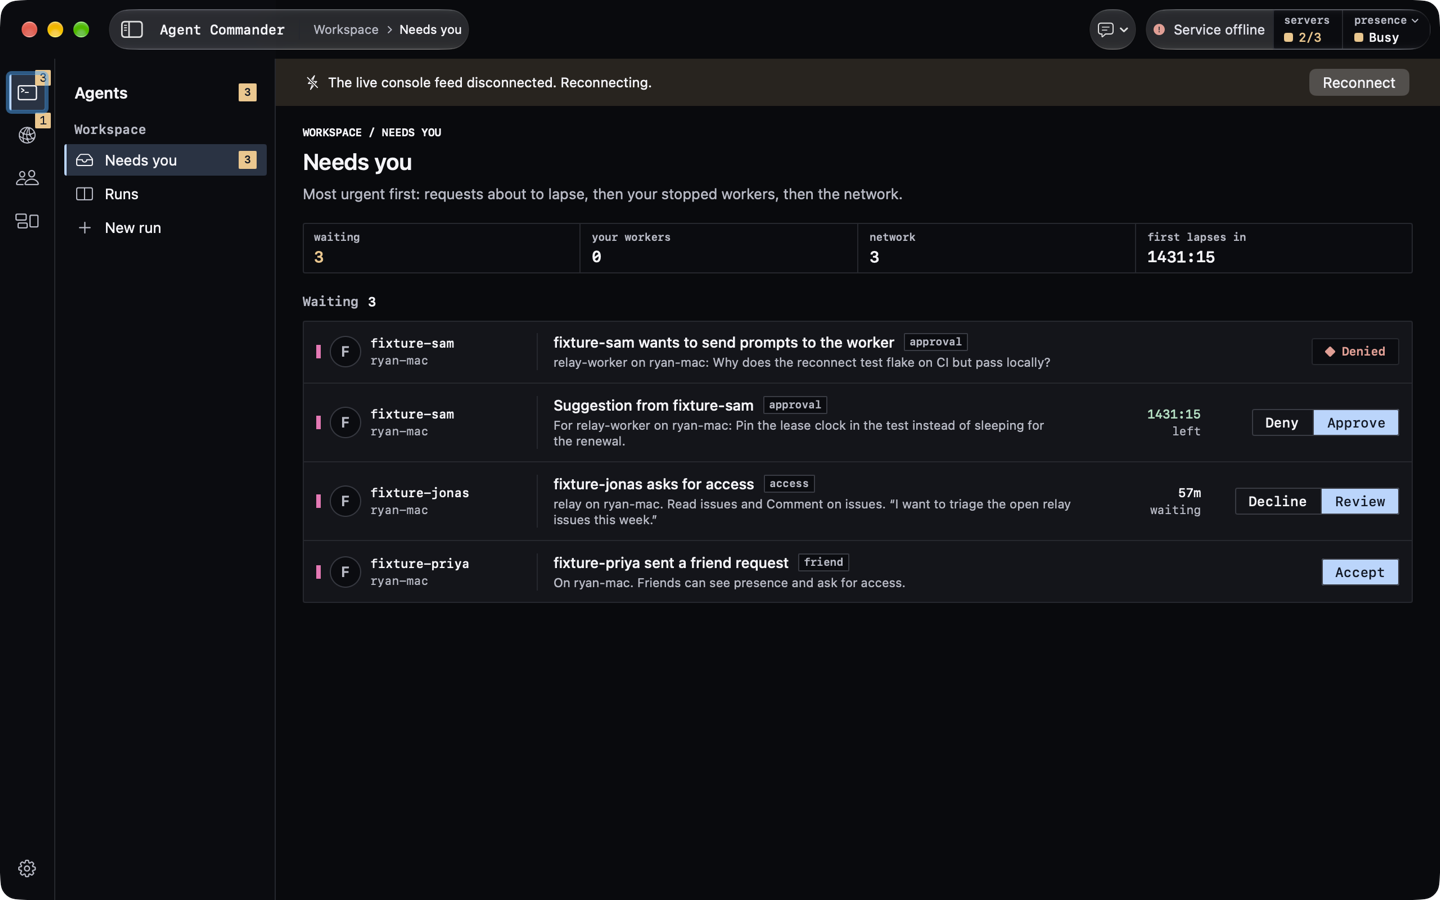 Agent Commander
Workspace > Needs you
Service offline
servers
2/3
presence
Busy
3
1
Agents
3
Workspace
Needs you
3
Runs
New run
The live console feed disconnected. Reconnecting.
Reconnect
WORKSPACE / NEEDS YOU
Needs you
Most urgent first: requests about to lapse, then your stopped workers, then the network.
waiting
3
your workers
0
network
3
first lapses in
1431:15
Waiting 3
F
fixture-sam
ryan-mac
fixture-sam wants to send prompts to the worker approval
relay-worker on ryan-mac: Why does the reconnect test flake on CI but pass locally?
Denied
F
fixture-sam
ryan-mac
Suggestion from fixture-sam approval
For relay-worker on ryan-mac: Pin the lease clock in the test instead of sleeping for
the renewal.
1431:15
left
Deny
Approve
F
fixture-jonas
ryan-mac
fixture-jonas asks for access access
relay on ryan-mac. Read issues and Comment on issues. “I want to triage the open relay
issues this week.”
57m
waiting
Decline
Review
F
fixture-priya
ryan-mac
fixture-priya sent a friend request friend
On ryan-mac. Friends can see presence and ask for access.
Accept